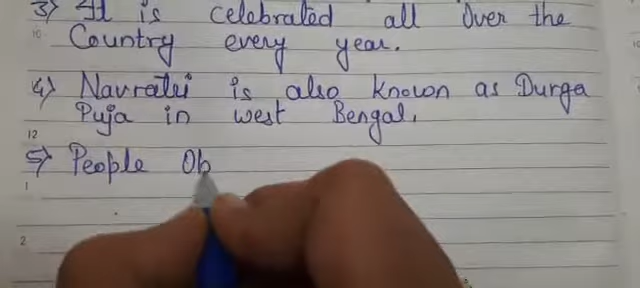 3) It is celebrated all over the
Country every year.
4) Navratri is also known as Durga
Puja in west Bengal.
5) People Ob